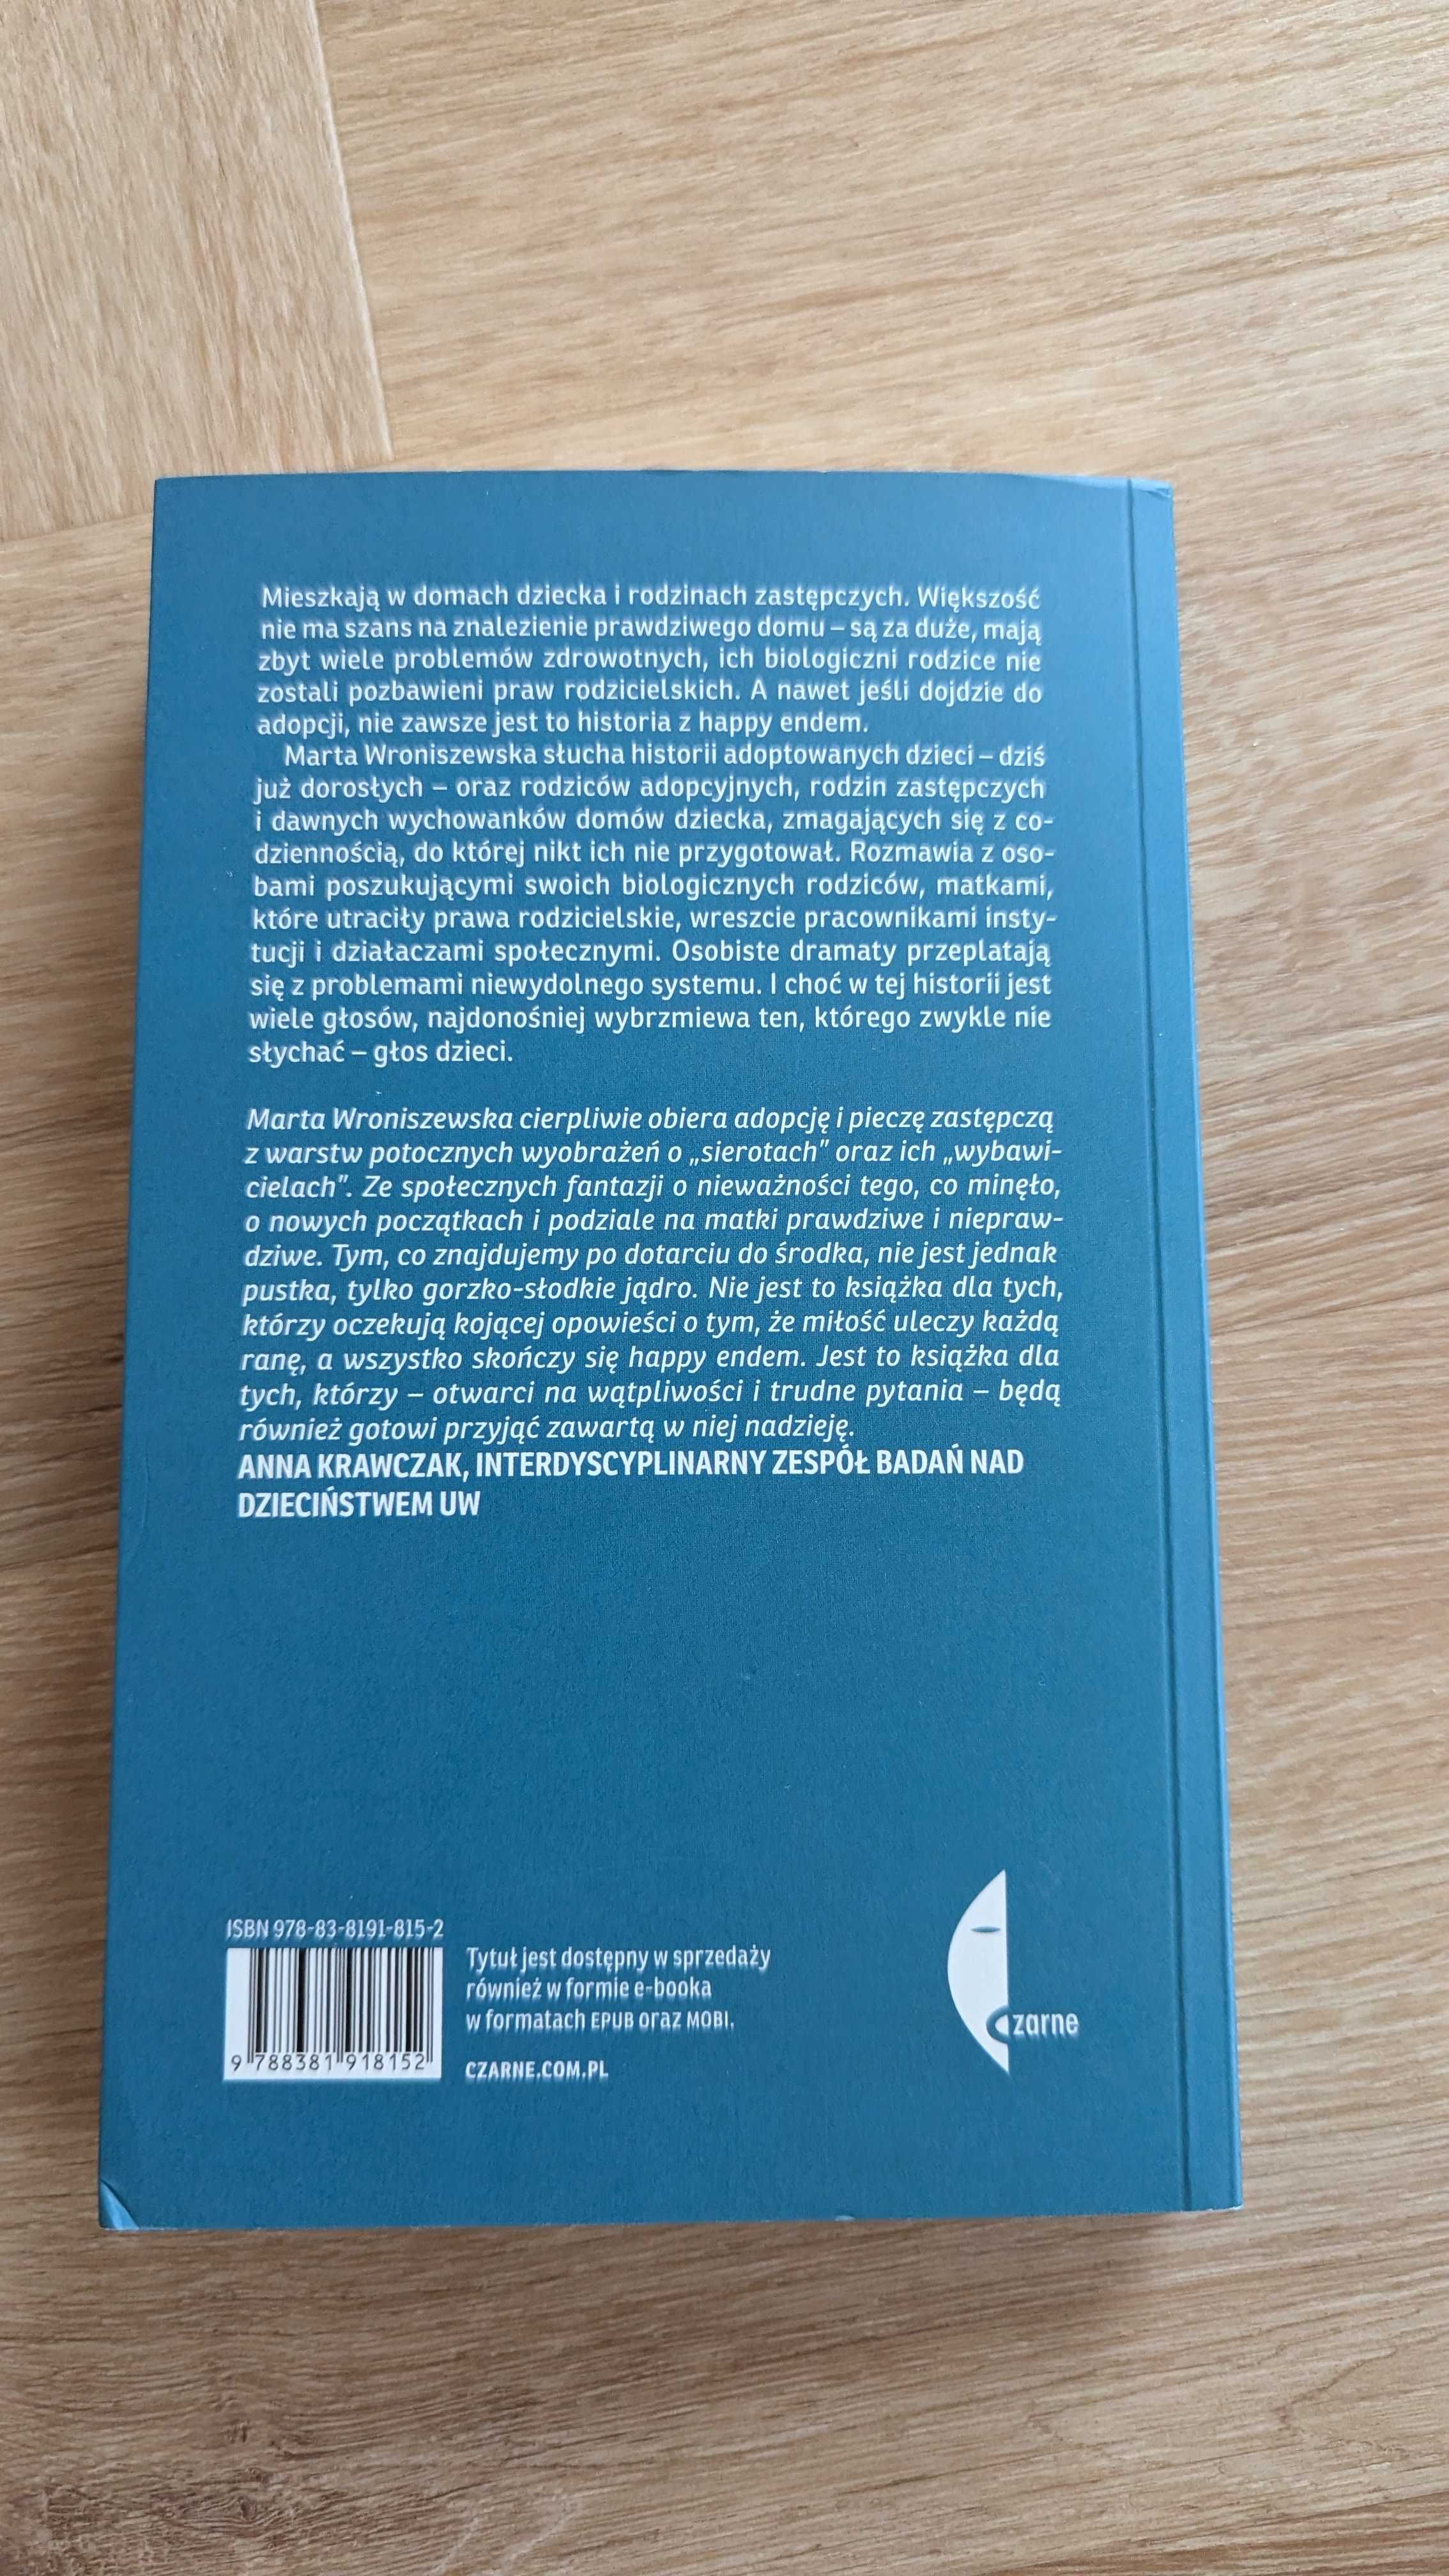 Mieszkają w domach dziecka i rodzinach zastępczych. Większość
nie ma szans na znalezienie prawdziwego domu – są za duże, mają
zbyt wiele problemów zdrowotnych, ich biologiczni rodzice nie
zostali pozbawieni praw rodzicielskich. A nawet jeśli dojdzie do
adopcji, nie zawsze jest to historia z happy endem.
Marta Wroniszewska słucha historii adoptowanych dzieci – dziś
już dorosłych – oraz rodziców adopcyjnych, rodzin zastępczych
i dawnych wychowanków domów dziecka, zmagających się z co-
dziennością, do której nikt ich nie przygotował. Rozmawia z oso-
bami poszukującymi swoich biologicznych rodziców, matkami,
które utraciły prawa rodzicielskie, wreszcie pracownikami insty-
tucji i działaczami społecznymi. Osobiste dramaty przeplatają
się z problemami niewydolnego systemu. I choć w tej historii jest
wiele głosów, najdonośniej wybrzmiewa ten, którego zwykle nie
słychać – głos dzieci.
Marta Wroniszewska cierpliwie obiera adopcję i pieczę zastępczą
z warstw potocznych wyobrażeń o „sierotach” oraz ich „wybawi-
cielach”. Ze społecznych fantazji o nieważności tego, co minęło,
o nowych początkach i podziale na matki prawdziwe i niepraw-
dziwe. Tym, co znajdujemy po dotarciu do środka, nie jest jednak
pustka, tylko gorzko-słodkie jądro. Nie jest to książka dla tych,
którzy oczekują kojącej opowieści o tym, że miłość uleczy każdą
ranę, a wszystko skończy się happy endem. Jest to książka dla
tych, którzy – otwarci na wątpliwości i trudne pytania – będą
również gotowi przyjąć zawartą w niej nadzieję.
ANNA KRAWCZAK, INTERDYSCYPLINARNY ZESPÓŁ BADAŃ NAD
DZIECIŃSTWEM UW
ISBN 978-83-8191-815-2
9 788381 918152
Tytuł jest dostępny w sprzedaży
również w formie e-booka
w formatach EPUB oraz MOBI.
CZARNE.COM.PL
czarne